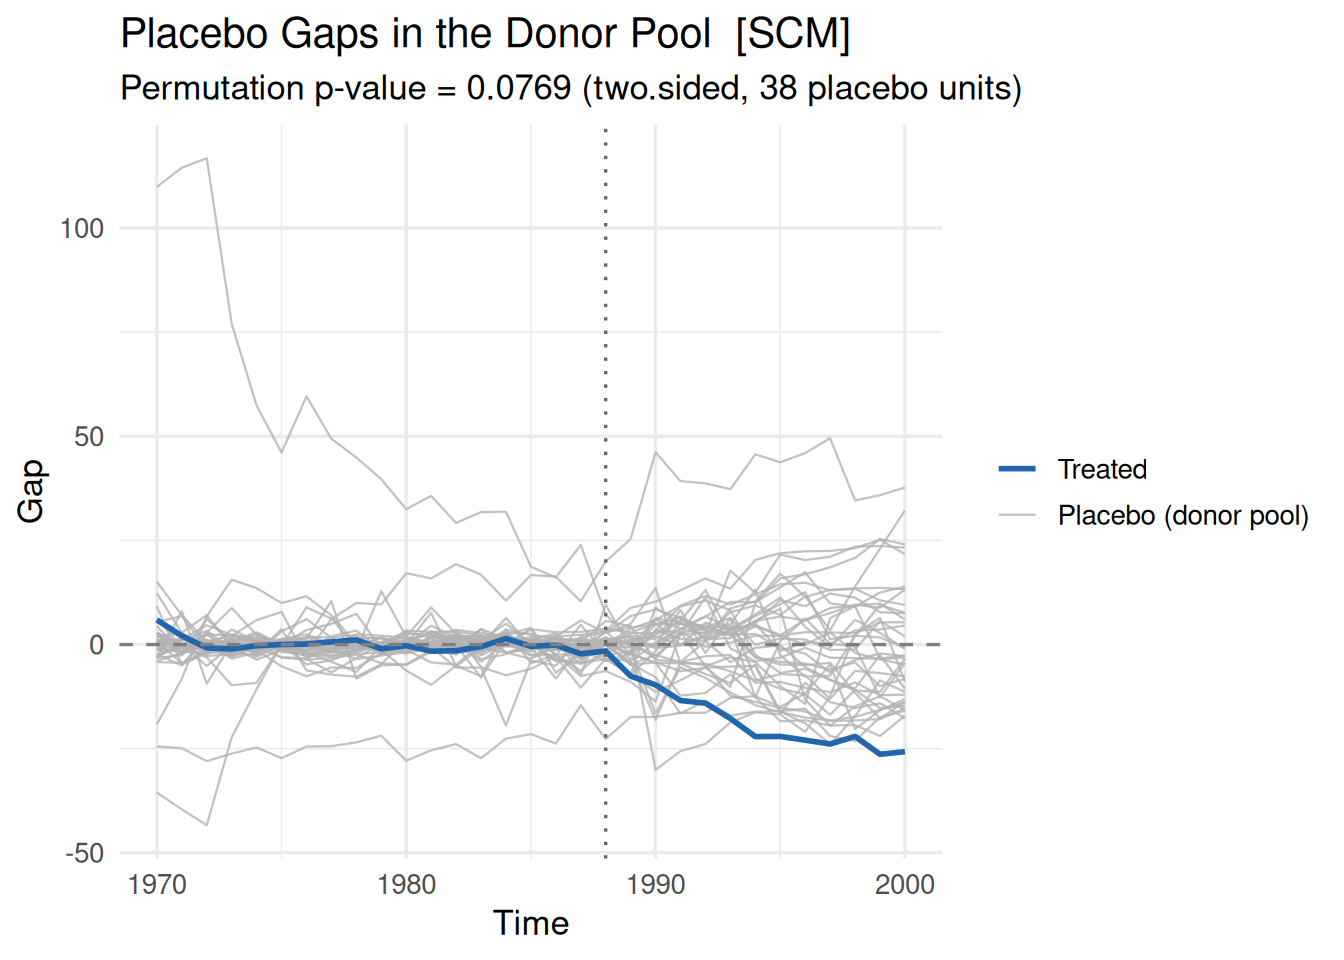 Placebo Gaps in the Donor Pool [SCM]
Permutation p-value = 0.0769 (two.sided, 38 placebo units)
100
50
0
-50
Gap
1970
1980
1990
2000
Time
Treated
Placebo (donor pool)